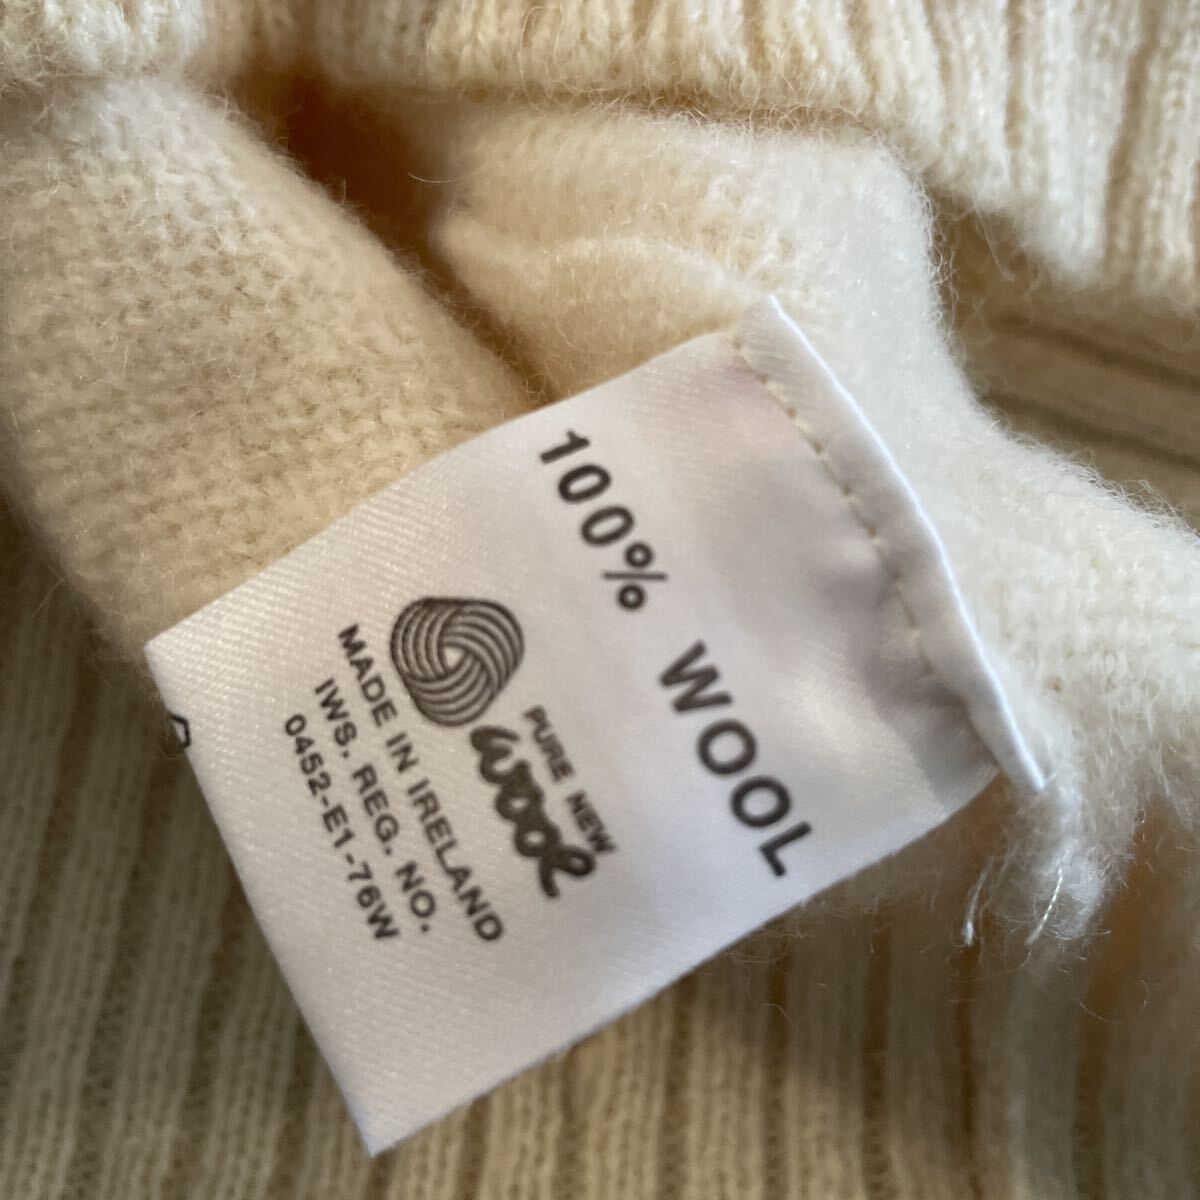 100% WOOL
PURE NEW
wool
MADE IN IRELAND
IWS. REG. NO.
0452-E1-76W